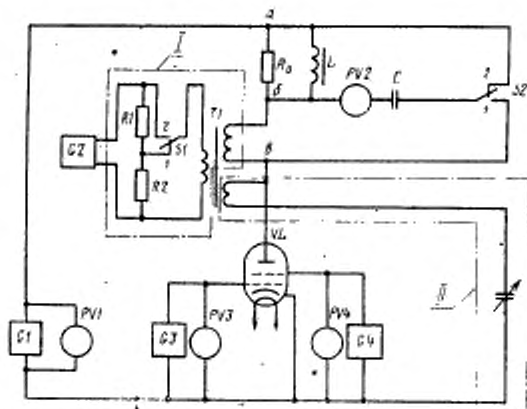 а
I
R0
L
PV2
C
2
S2
б
1
R1
T1
2
S1
G2
1
R2
в
VL
II
PV1
PV3
PV4
G1
G3
G4